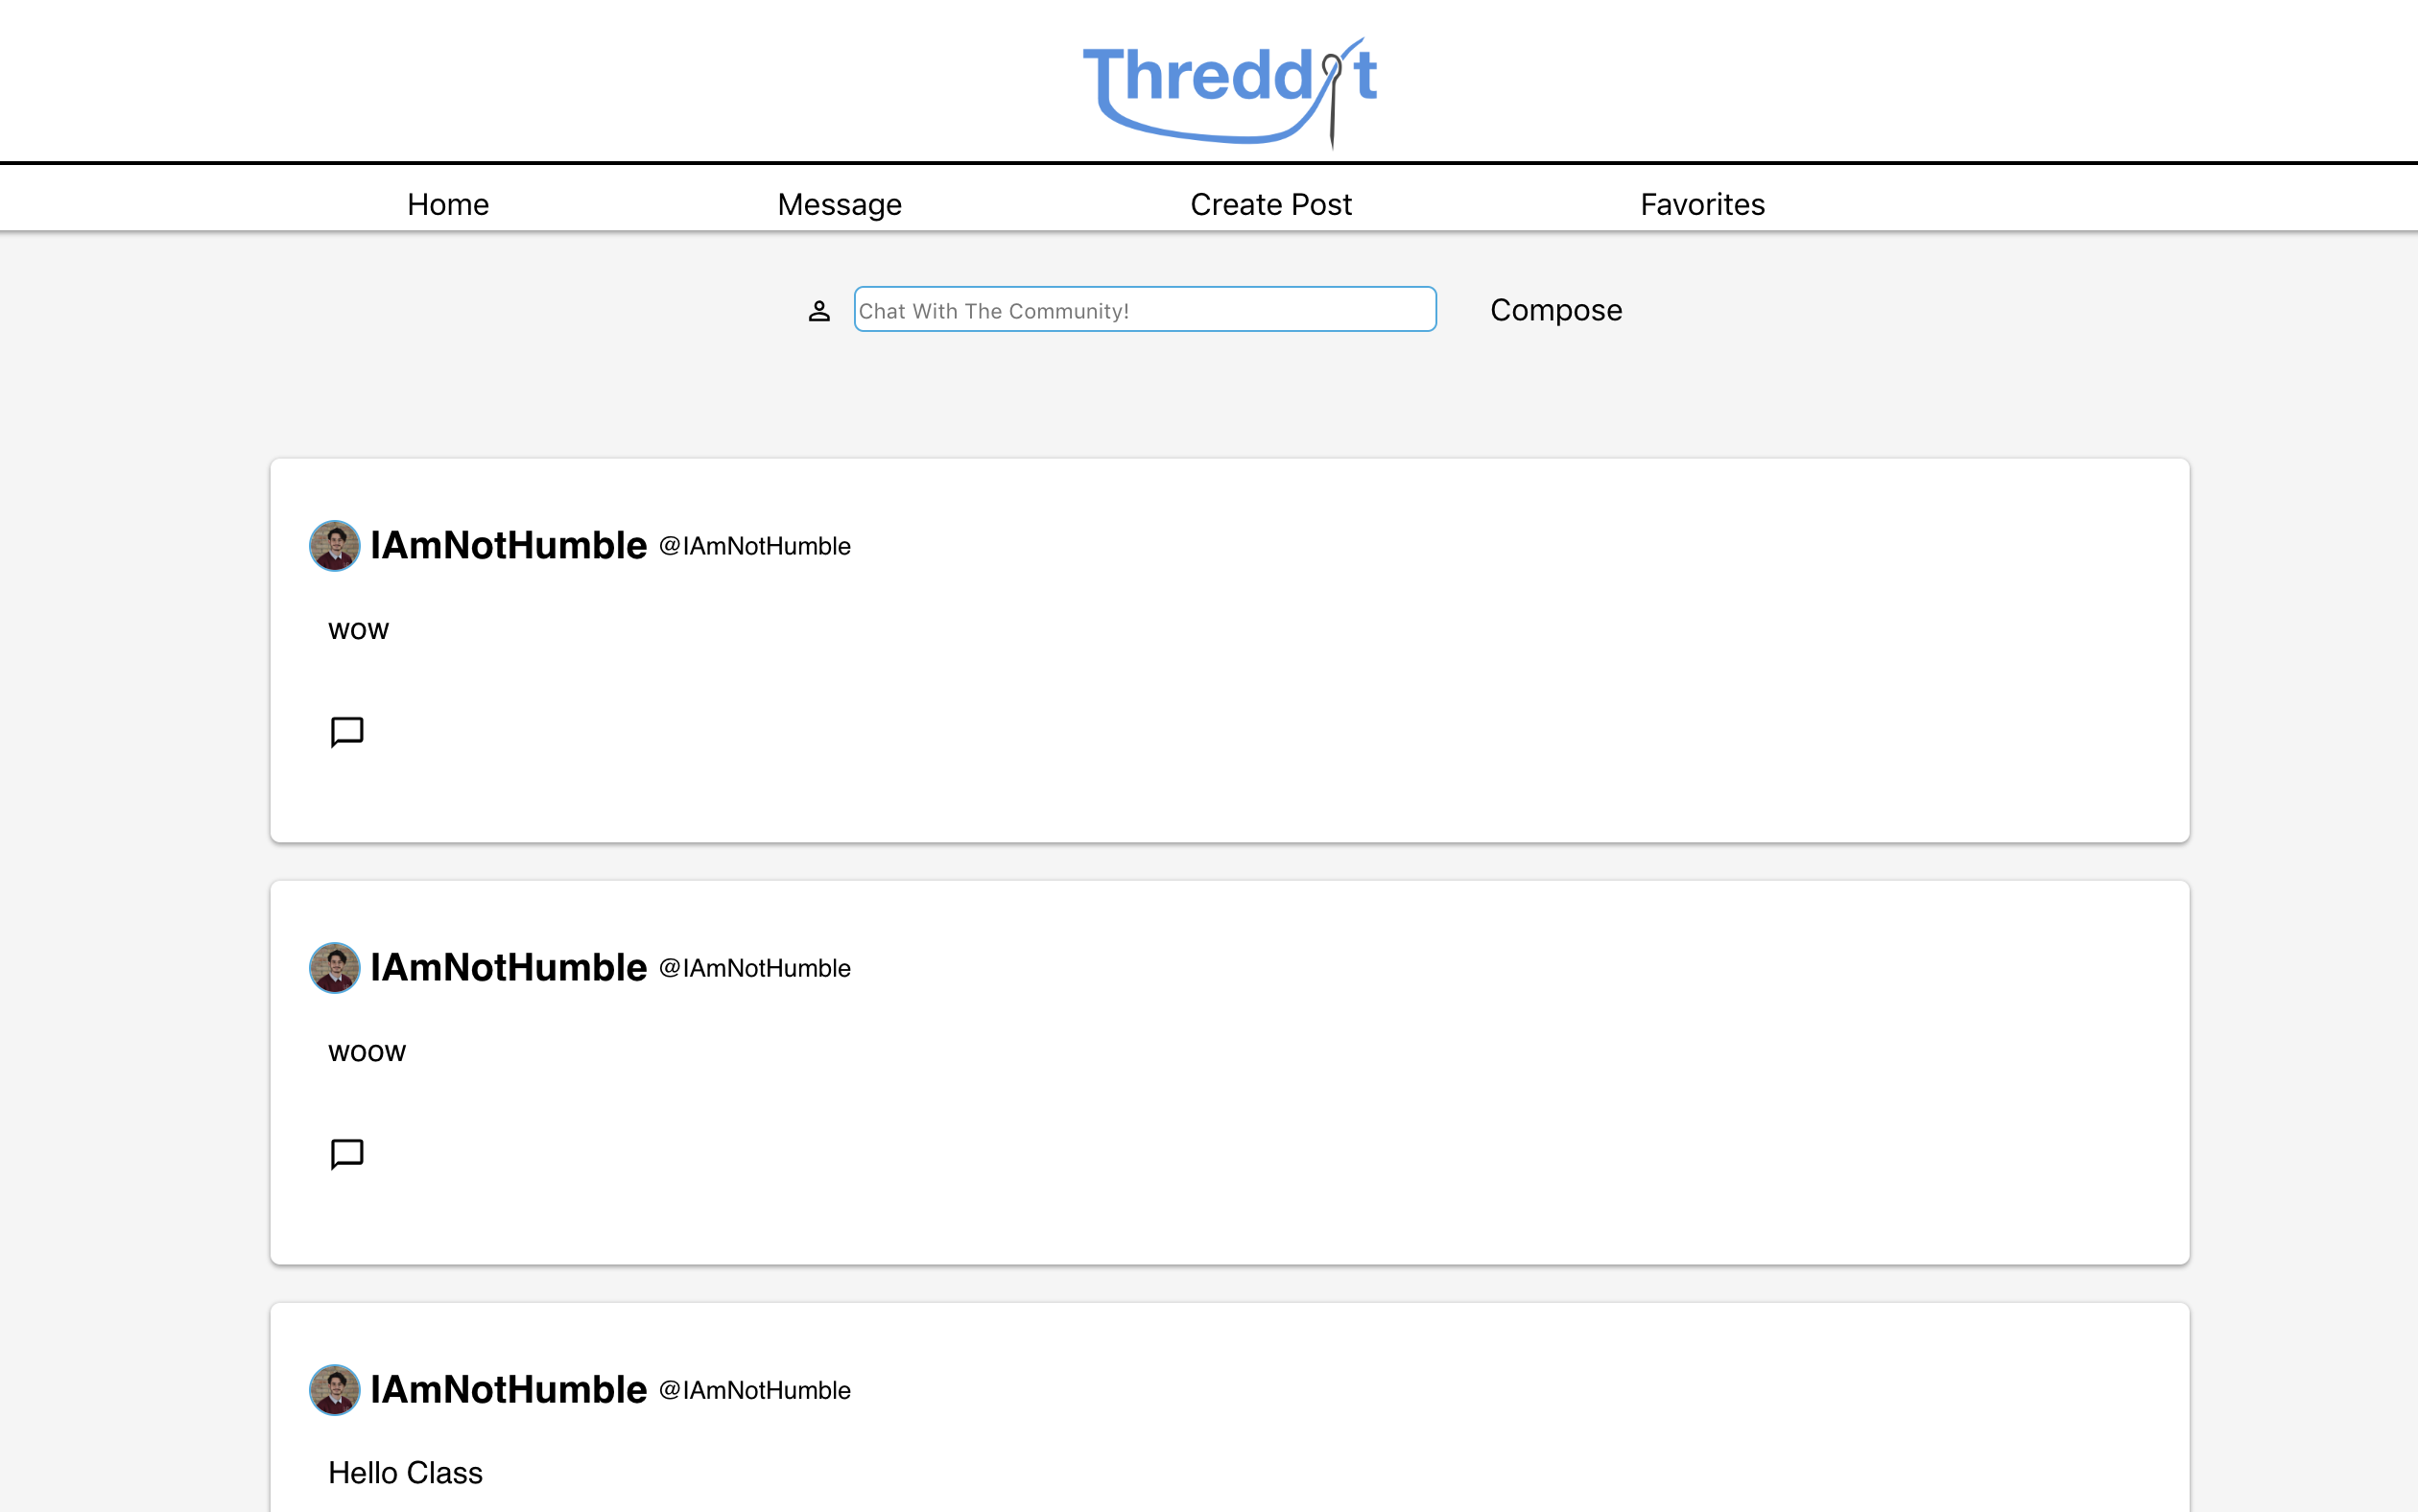 Threddit
Home Message Create Post Favorites
Chat With The Community! Compose
IAmNotHumble @IAmNotHumble
wow
IAmNotHumble @IAmNotHumble
woow
IAmNotHumble @IAmNotHumble
Hello Class